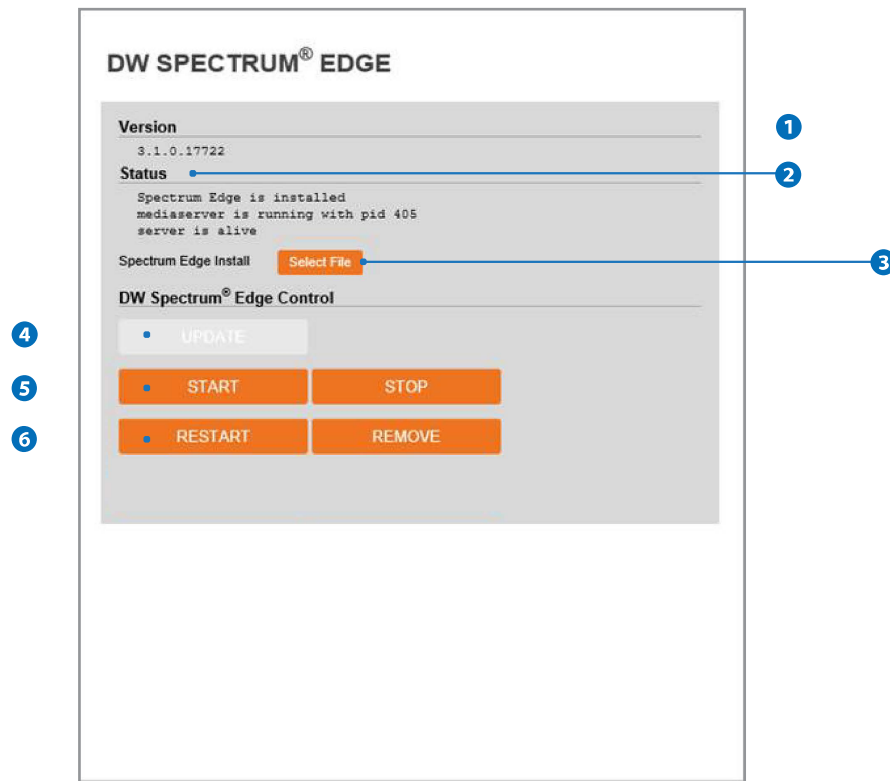 DW SPECTRUM® EDGE
Version
1
3.1.0.17722
Status
2
Spectrum Edge is installed
mediaserver is running with pid 405
server is alive
Spectrum Edge Install Select File
3
DW Spectrum® Edge Control
4
UPDATE
5
START STOP
6
RESTART REMOVE